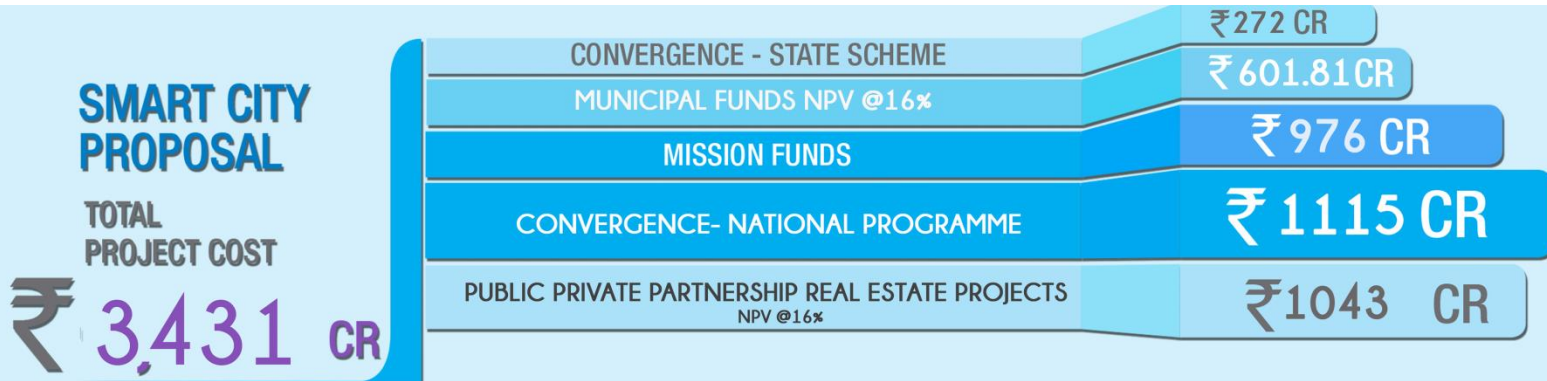 SMART CITY
PROPOSAL
TOTAL
PROJECT COST
₹ 3,431 CR
CONVERGENCE - STATE SCHEME
₹272 CR
MUNICIPAL FUNDS NPV @16%
₹601.81CR
MISSION FUNDS
₹976 CR
CONVERGENCE- NATIONAL PROGRAMME
₹1115 CR
PUBLIC PRIVATE PARTNERSHIP REAL ESTATE PROJECTS
NPV @16%
₹1043 CR